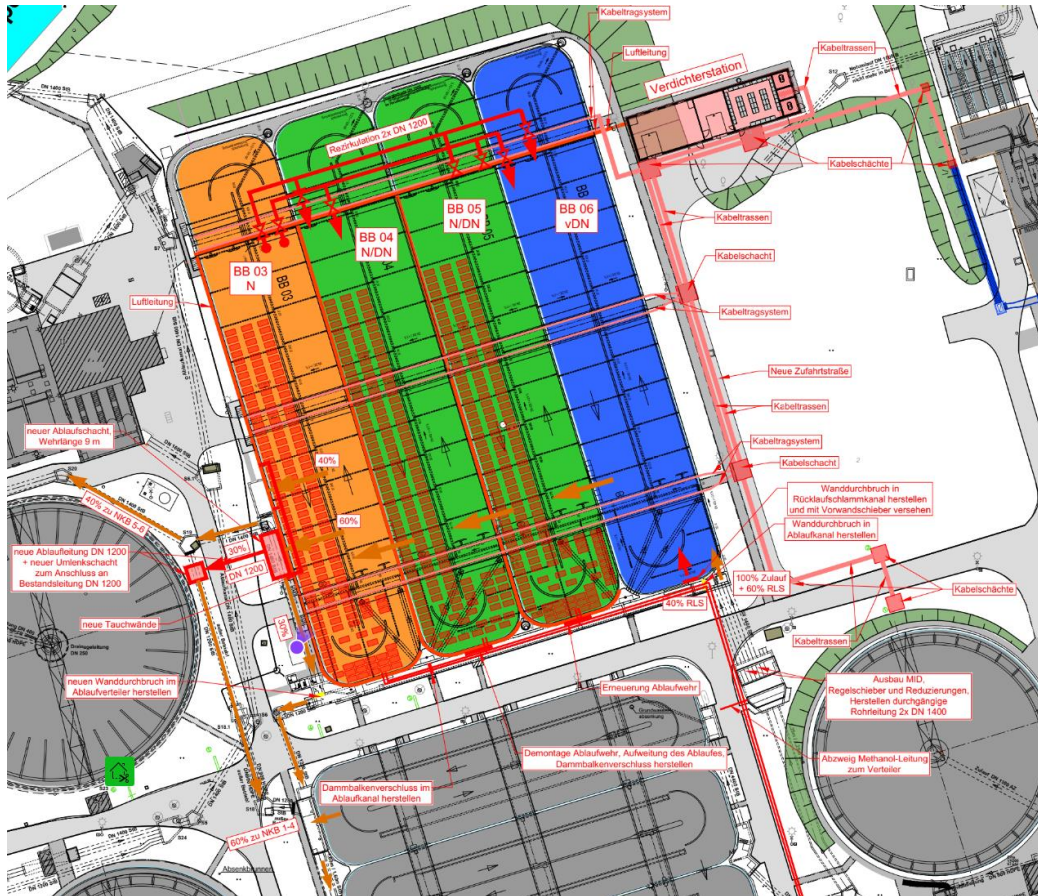 Kabeltragsystem
Luftleitung
Kabeltrassen
S12
Verdichterstation
Rezirkulation 2x DN 1200
Kabelschächte
Kabeltrassen
BB 05
N/DN
BB 06
vDN
BB 04
N/DN
BB 03
N
BB 03
Kabelschacht
Luftleitung
Kabeltragsystem
Neue Zufahrtstraße
Kabeltrassen
neuer Ablaufschacht,
Wehrlänge 9 m
Kabeltragsystem
40%
Kabelschacht
Wanddurchbruch in
Rücklaufschlammkanal herstellen
und mit Vorwandschieber versehen
60%
Wanddurchbruch in
Ablaufkanal herstellen
40% zu NKB 5-6
30%
DN 1200
neue Ablaufleitung DN 1200
+ neuer Umlenkschacht
zum Anschluss an
Bestandsleitung DN 1200
100% Zulauf
+ 60% RLS
40% RLS
Kabelschächte
neue Tauchwände
30%
Kabeltrassen
neuen Wanddurchbruch im
Ablaufverteiler herstellen
Erneuerung Ablaufwehr
Ausbau MID,
Regelschieber und Reduzierungen,
Herstellen durchgängige
Rohrleitung 2x DN 1400
Demontage Ablaufwehr, Aufweitung des Ablaufes,
Dammbalkenverschluss herstellen
Abzweig Methanol-Leitung
zum Verteiler
Dammbalkenverschluss im
Ablaufkanal herstellen
60% zu NKB 1-4
Absenkbrunnen